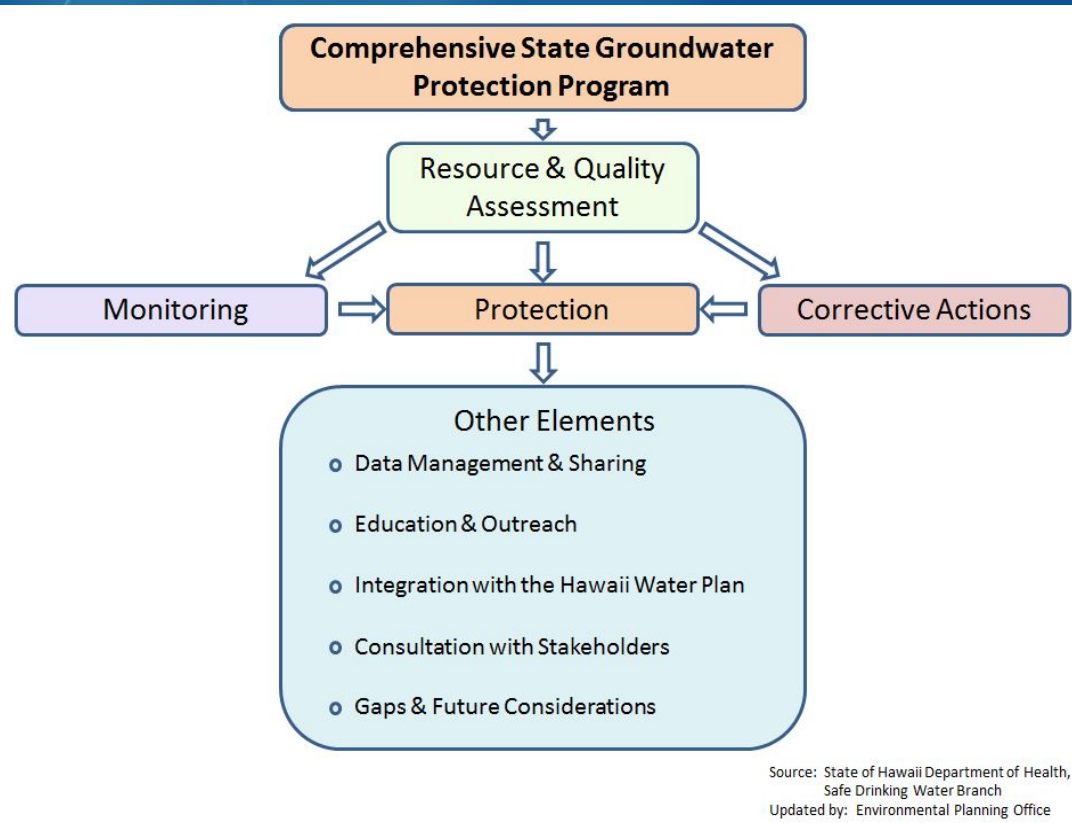 Comprehensive State Groundwater
Protection Program
Resource & Quality
Assessment
Monitoring
Protection
Corrective Actions
Other Elements
Data Management & Sharing
Education & Outreach
Integration with the Hawaii Water Plan
Consultation with Stakeholders
Gaps & Future Considerations
Source: State of Hawaii Department of Health,
Safe Drinking Water Branch
Updated by: Environmental Planning Office